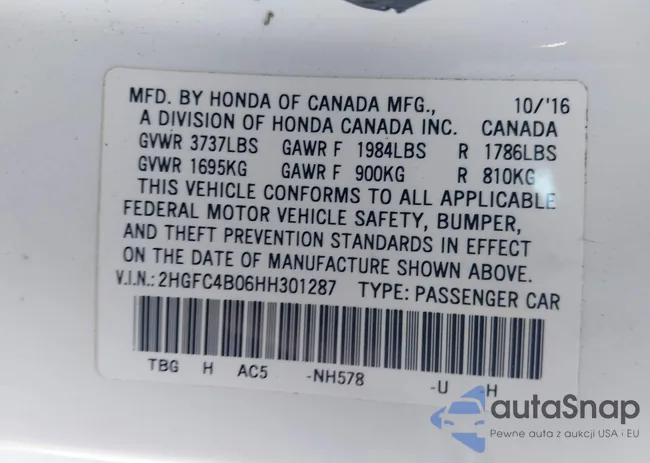 MFD. BY HONDA OF CANADA MFG., 10/'16
A DIVISION OF HONDA CANADA INC. CANADA
GVWR 3737LBS GAWR F 1984LBS R 1786LBS
GVWR 1695KG GAWR F 900KG R 810KG
THIS VEHICLE CONFORMS TO ALL APPLICABLE
FEDERAL MOTOR VEHICLE SAFETY, BUMPER,
AND THEFT PREVENTION STANDARDS IN EFFECT
ON THE DATE OF MANUFACTURE SHOWN ABOVE.
V.I.N.: 2HGFC4B06HH301287 TYPE: PASSENGER CAR
TBG H AC5 -NH578 -U -H
autaSnap
Pewne auta z aukcji USA i EU